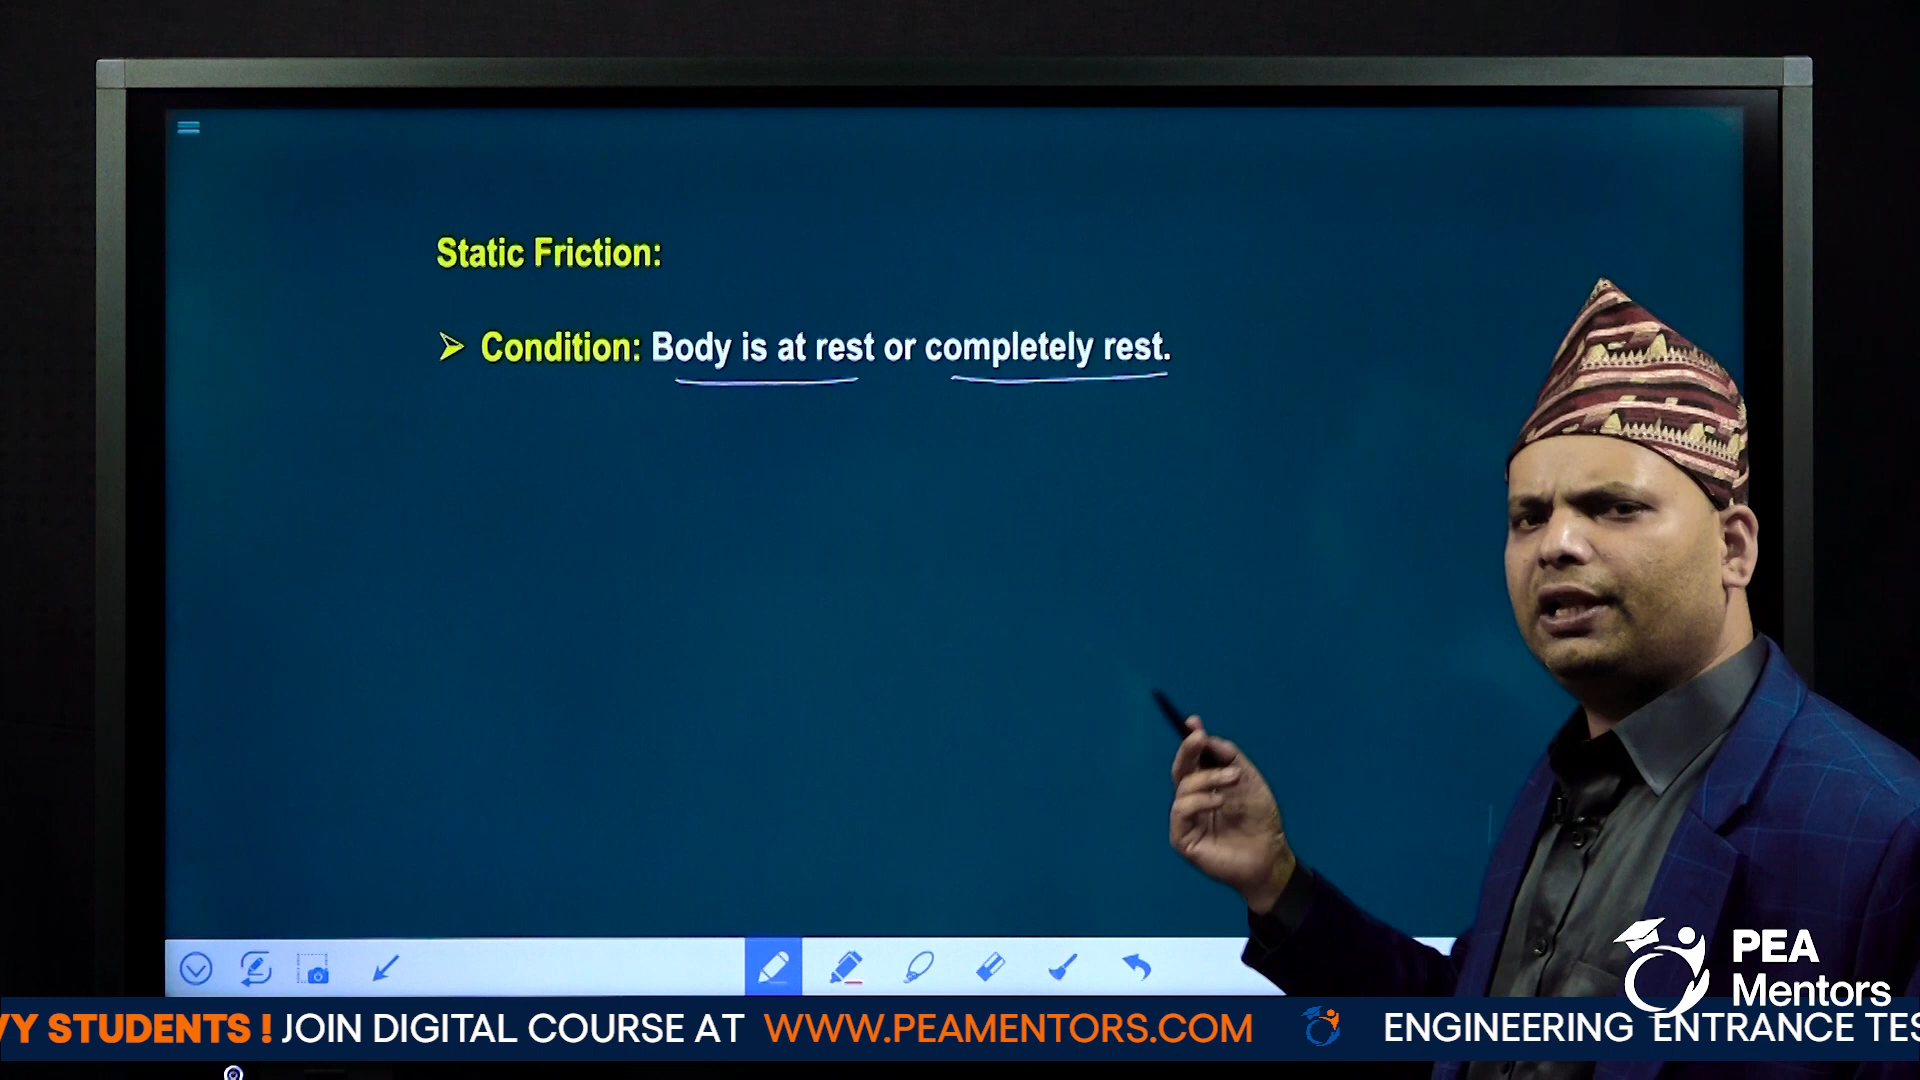 Static Friction:
➢ Condition: Body is at rest or completely rest.
PEA
Mentors
VY STUDENTS ! JOIN DIGITAL COURSE AT WWW.PEAMENTORS.COM ENGINEERING ENTRANCE TES